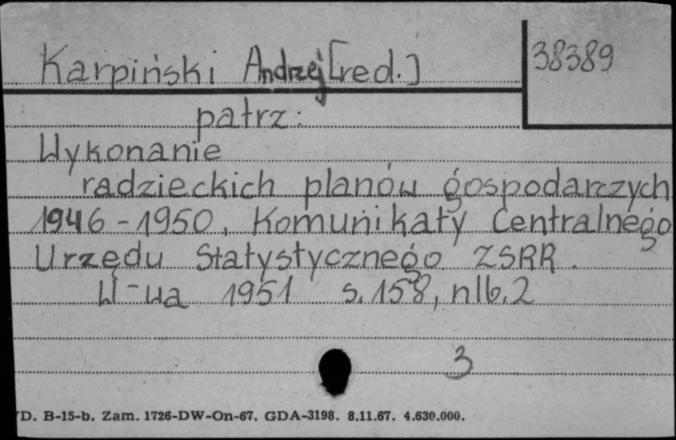 Karpiński Andrzej [red.]
38389
patrz:
Wykonanie
radzieckich planów gospodarczych
1946-1950. Komunikaty Centralnego
Urzędu Statystycznego ZSRR.
W-wa 1951 s.158, nlb.2
3
D. B-15-b. Zam. 1726-DW-On-67. GDA-3198. 8.11.67. 4.630.000.